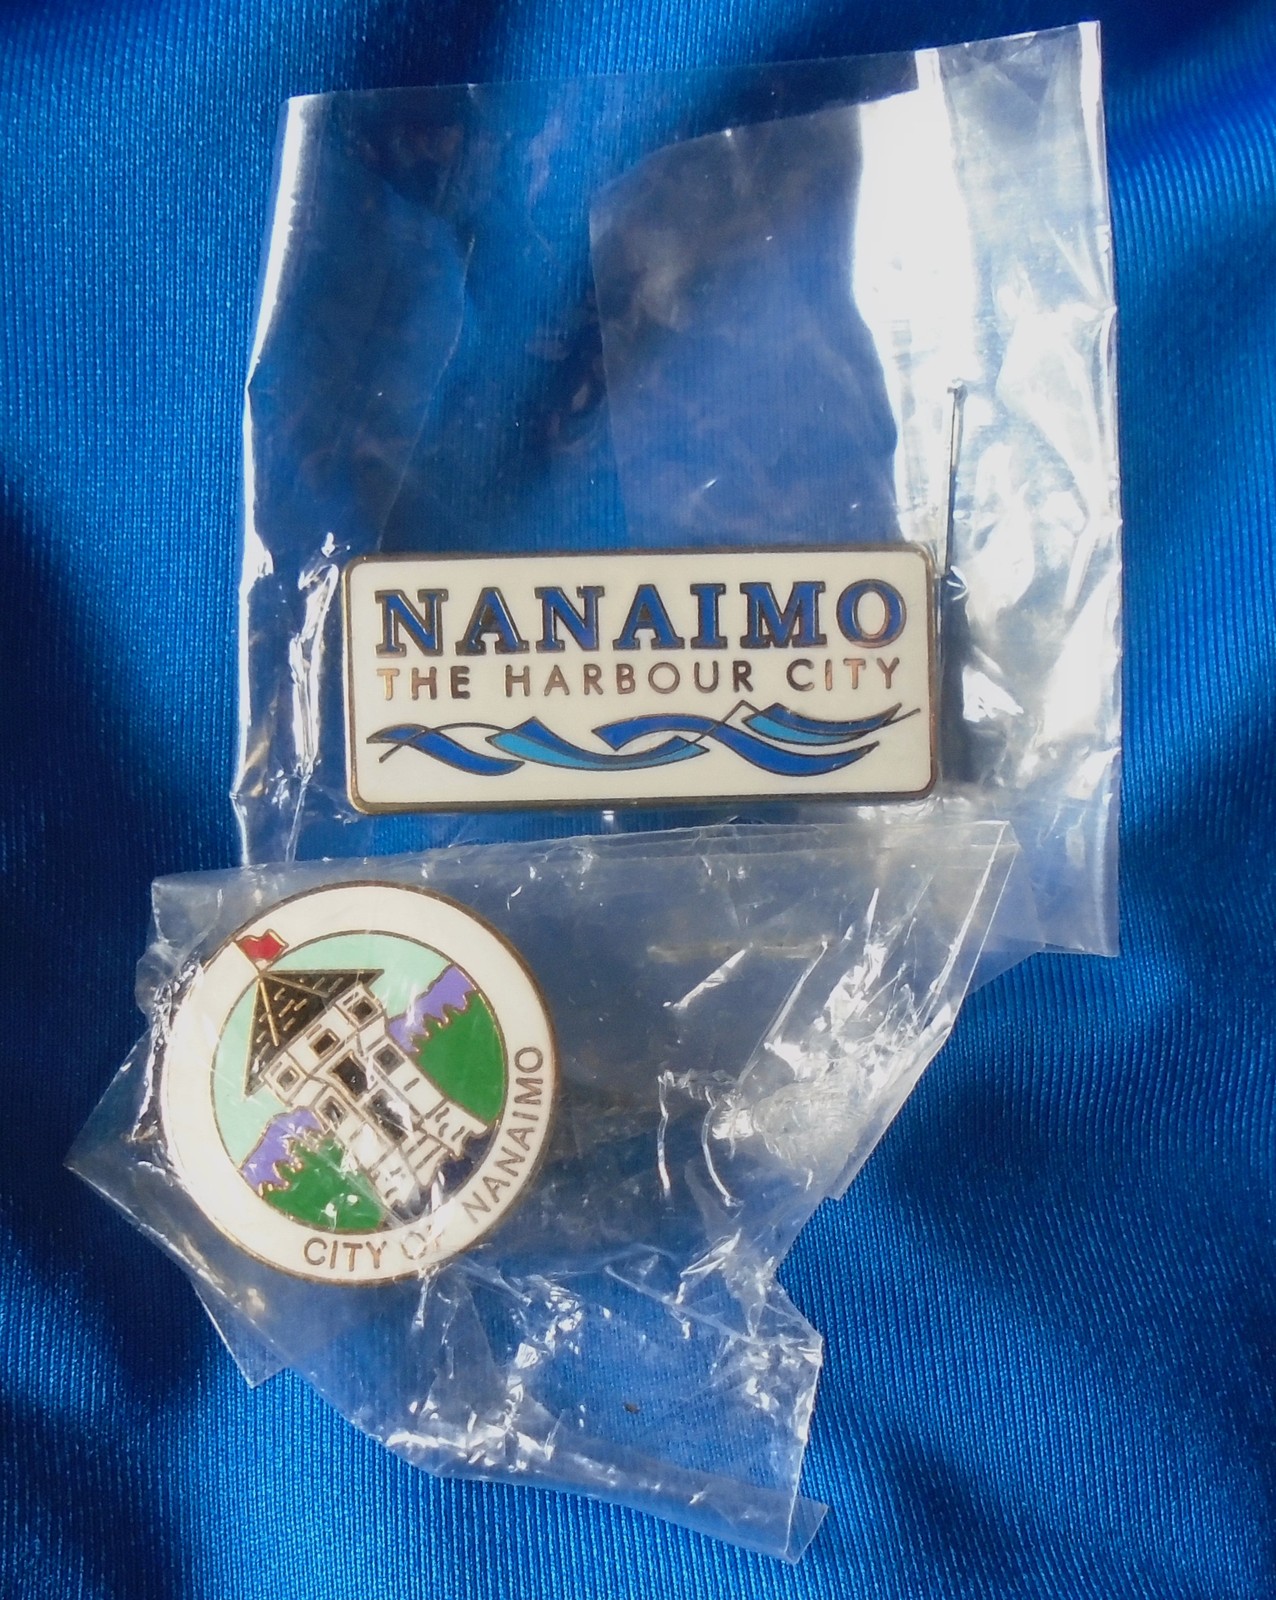 NANAIMO
THE HARBOUR CITY
CITY OF NANAIMO